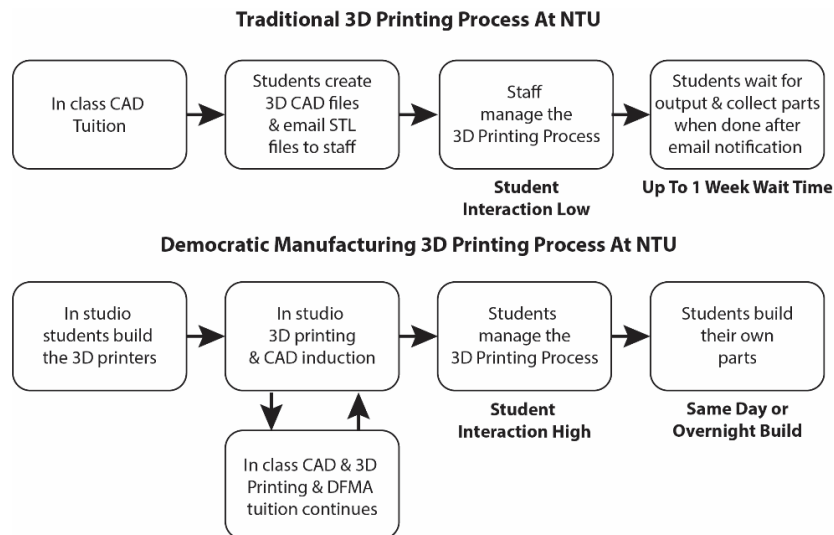 Traditional 3D Printing Process At NTU
In class CAD
Tuition
Students create
3D CAD files
& email STL
files to staff
Staff
manage the
3D Printing Process
Students wait for
output & collect parts
when done after
email notification
Student
Interaction Low
Up To 1 Week Wait Time
Democratic Manufacturing 3D Printing Process At NTU
In studio
students build
the 3D printers
In studio
3D printing
& CAD induction
Students
manage the
3D Printing Process
Students build
their own
parts
Student
Interaction High
Same Day or
Overnight Build
In class CAD & 3D
Printing & DFMA
tuition continues